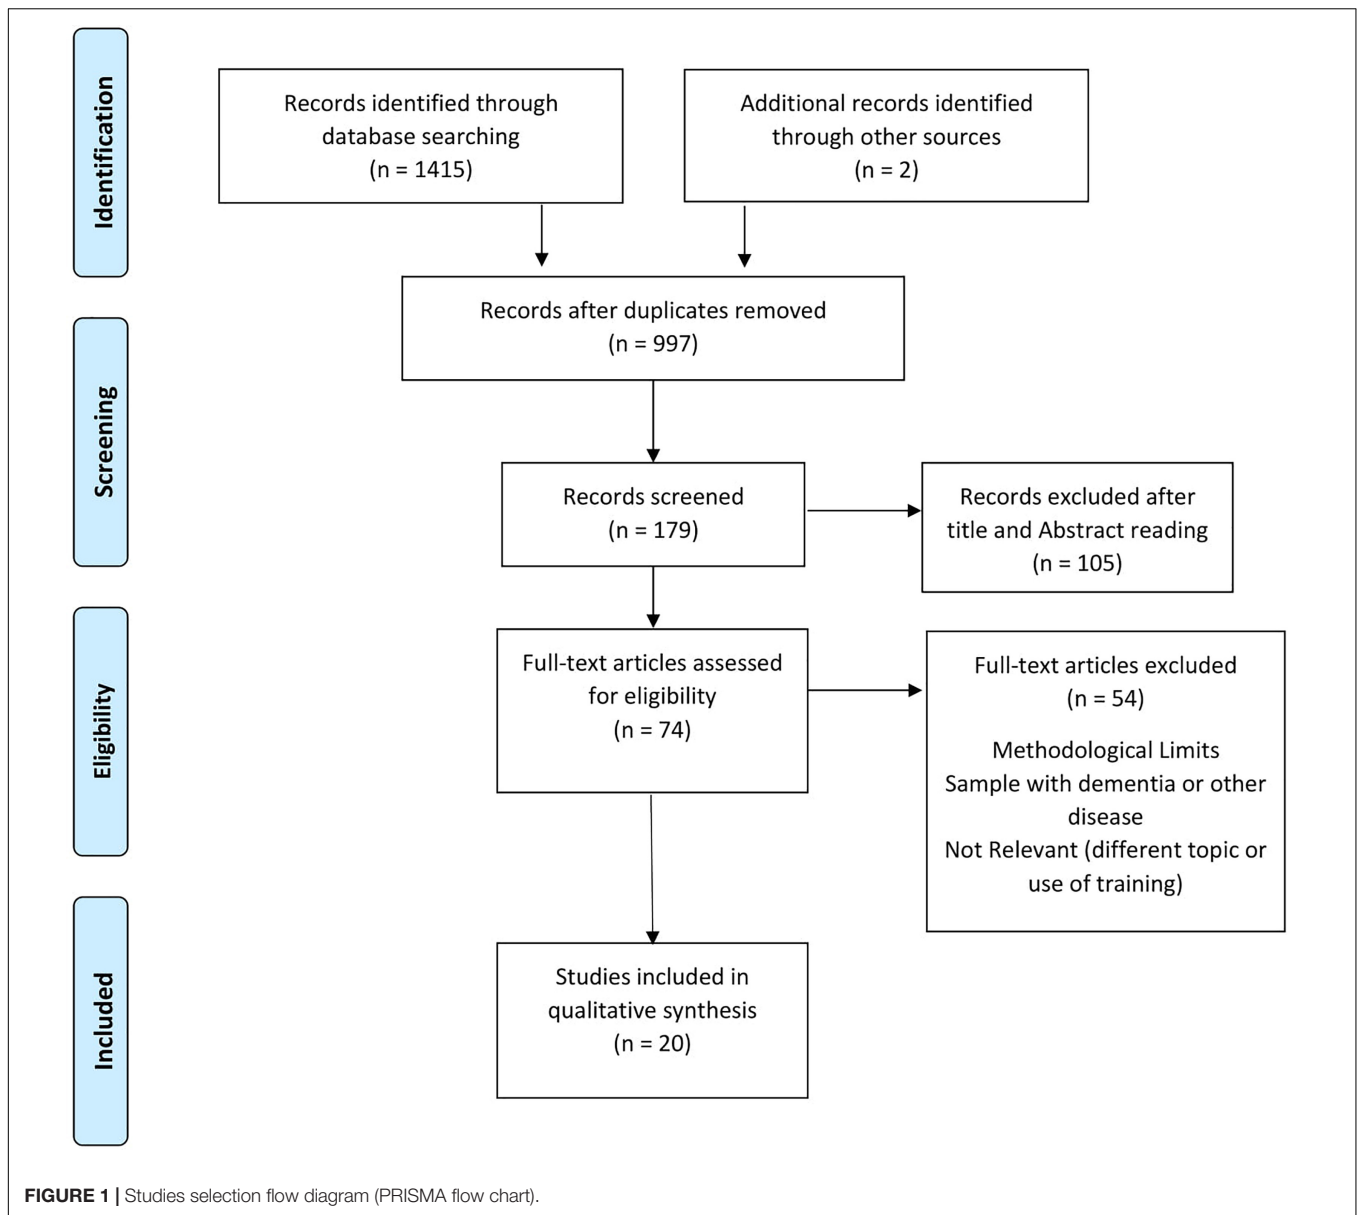 Identification
Records identified through
database searching
(n = 1415)
Additional records identified
through other sources
(n = 2)
Records after duplicates removed
(n = 997)
Screening
Records screened
(n = 179)
Records excluded after
title and Abstract reading
(n = 105)
Eligibility
Full-text articles assessed
for eligibility
(n = 74)
Full-text articles excluded
(n = 54)
Methodological Limits
Sample with dementia or other
disease
Not Relevant (different topic or
use of training)
Included
Studies included in
qualitative synthesis
(n = 20)
FIGURE 1 | Studies selection flow diagram (PRISMA flow chart).